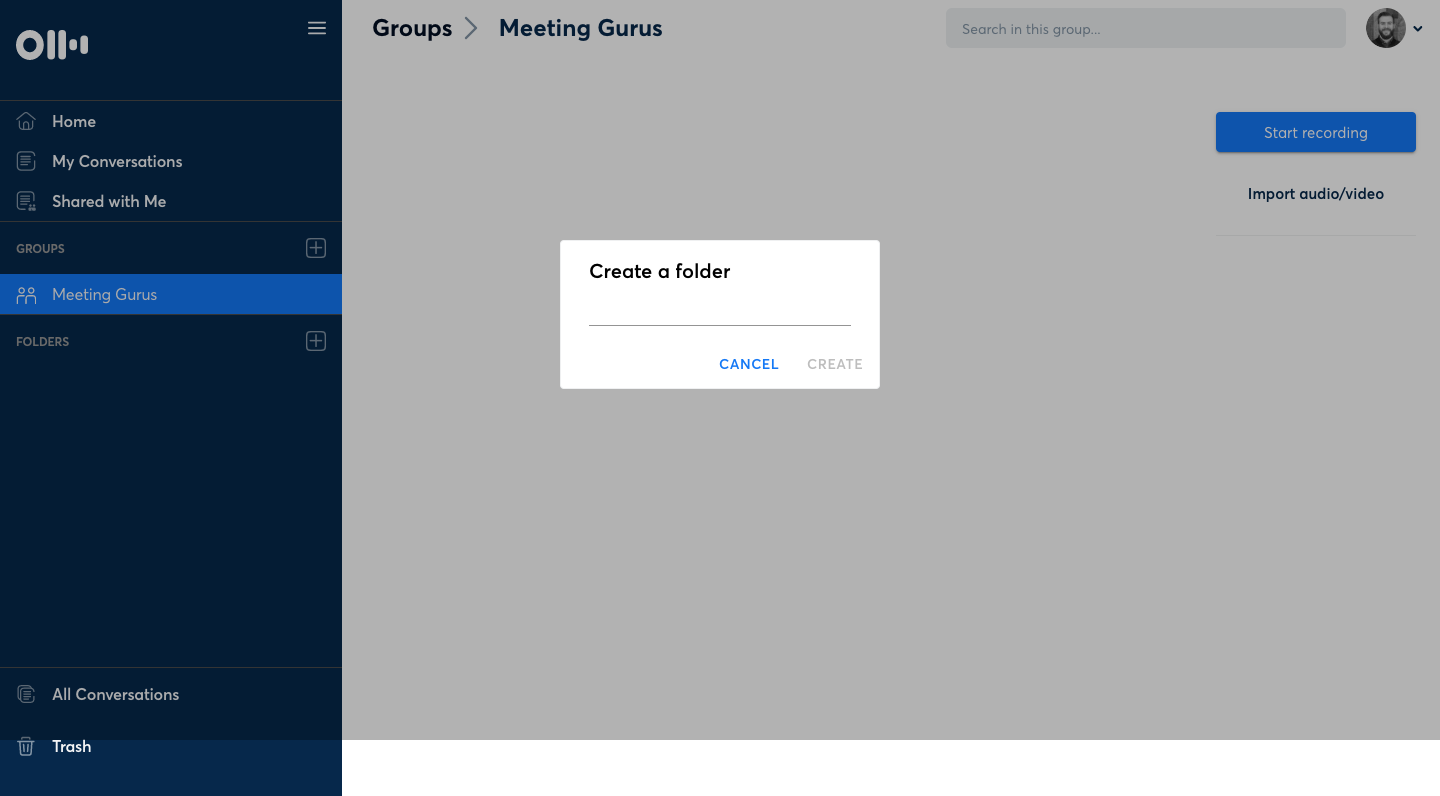 Groups
Meeting Gurus
Search in this group...
Home
My Conversations
Shared with Me
GROUPS
Meeting Gurus
FOLDERS
All Conversations
Trash
Start recording
Import audio/video
Create a folder
CANCEL
CREATE